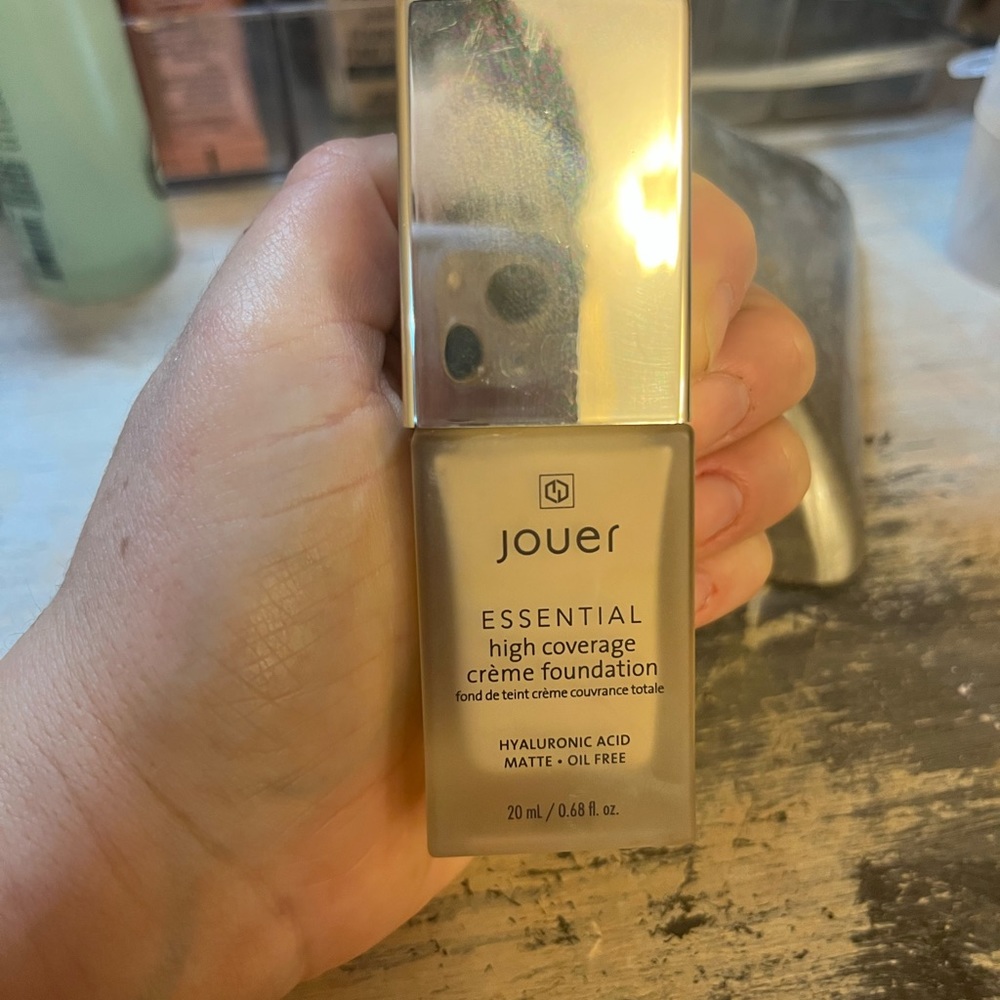 jouer
ESSENTIAL
high coverage
crème foundation
fond de teint crème couvrance totale
HYALURONIC ACID
MATTE • OIL FREE
20 mL / 0.68 fl. oz.